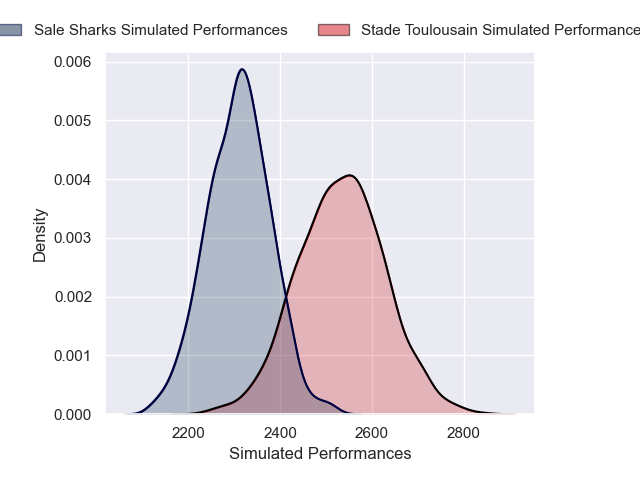 Sale Sharks Simulated Performances Stade Toulousain Simulated Performance
0.006
0.005
0.004
0.003
0.002
0.001
0.000
Density
2200 2400 2600 2800
Simulated Performances